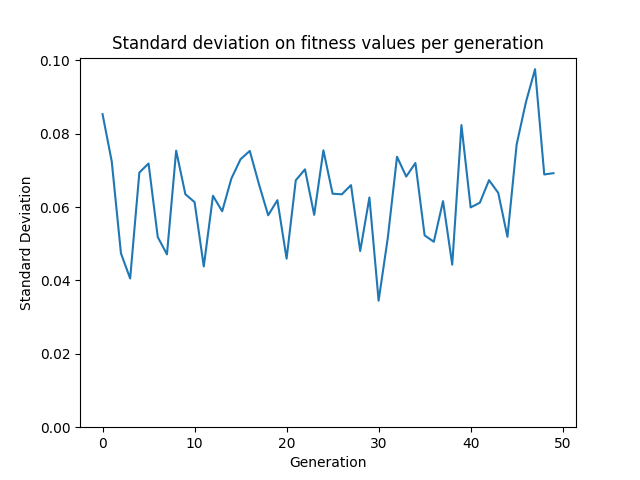 Standard deviation on fitness values per generation
0.10
0.08
0.06
0.04
0.02
0.00
Standard Deviation
0 10 20 30 40 50
Generation